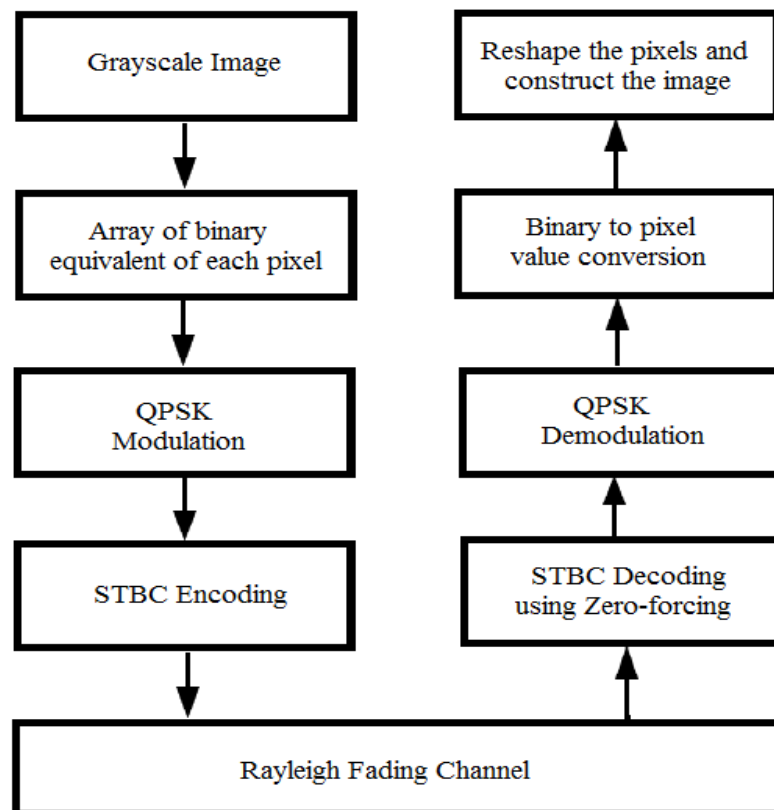 Grayscale Image
Array of binary
equivalent of each pixel
QPSK
Modulation
STBC Encoding
Rayleigh Fading Channel
STBC Decoding
using Zero-forcing
QPSK
Demodulation
Binary to pixel
value conversion
Reshape the pixels and
construct the image